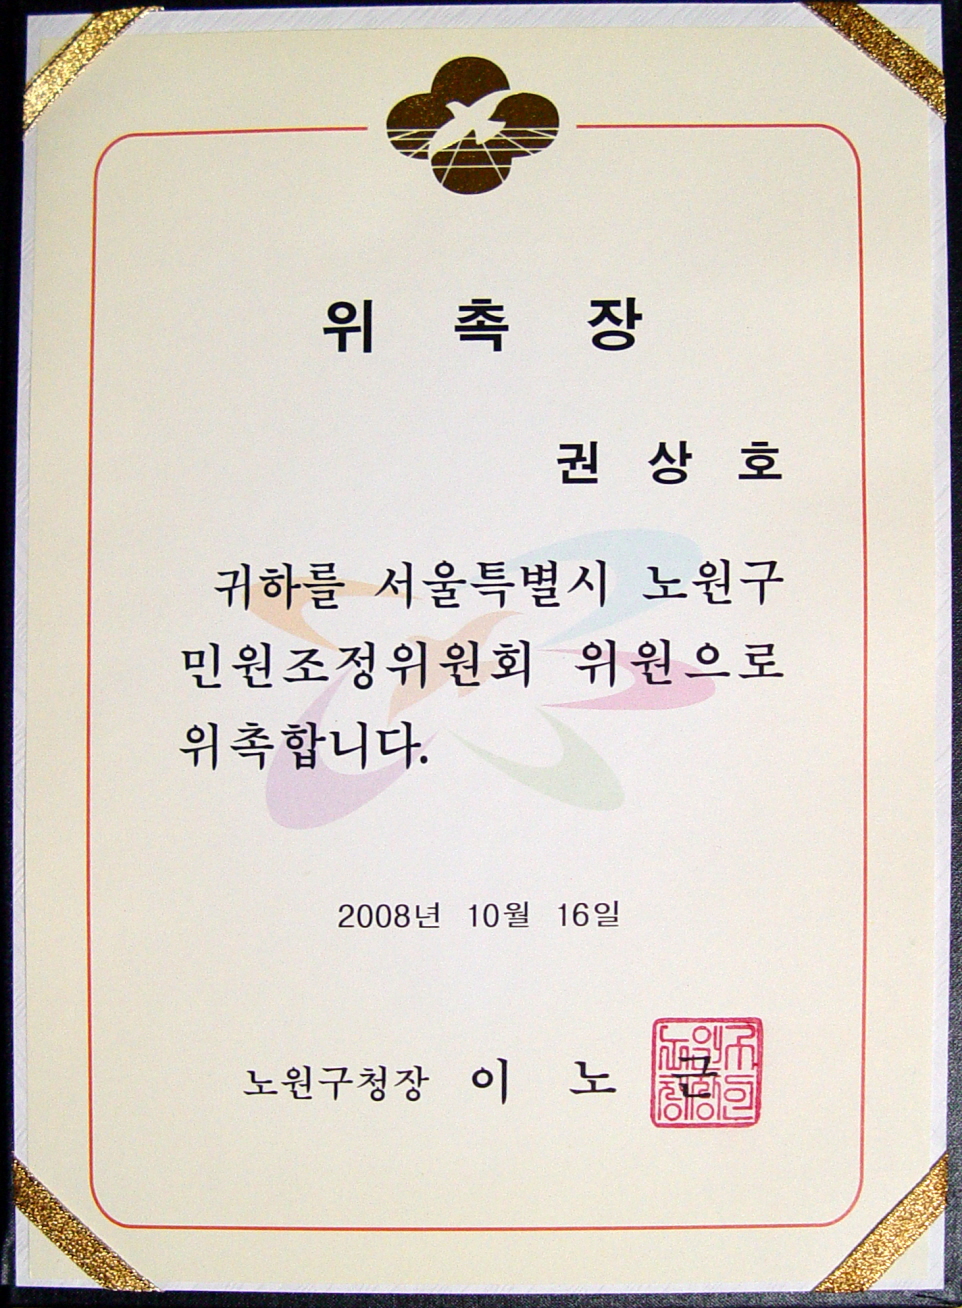 위 촉 장
권 상 호
귀하를 서울특별시 노원구
민원조정위원회 위원으로
위촉합니다.
2008년 10월 16일
노원구청장 이 노 근